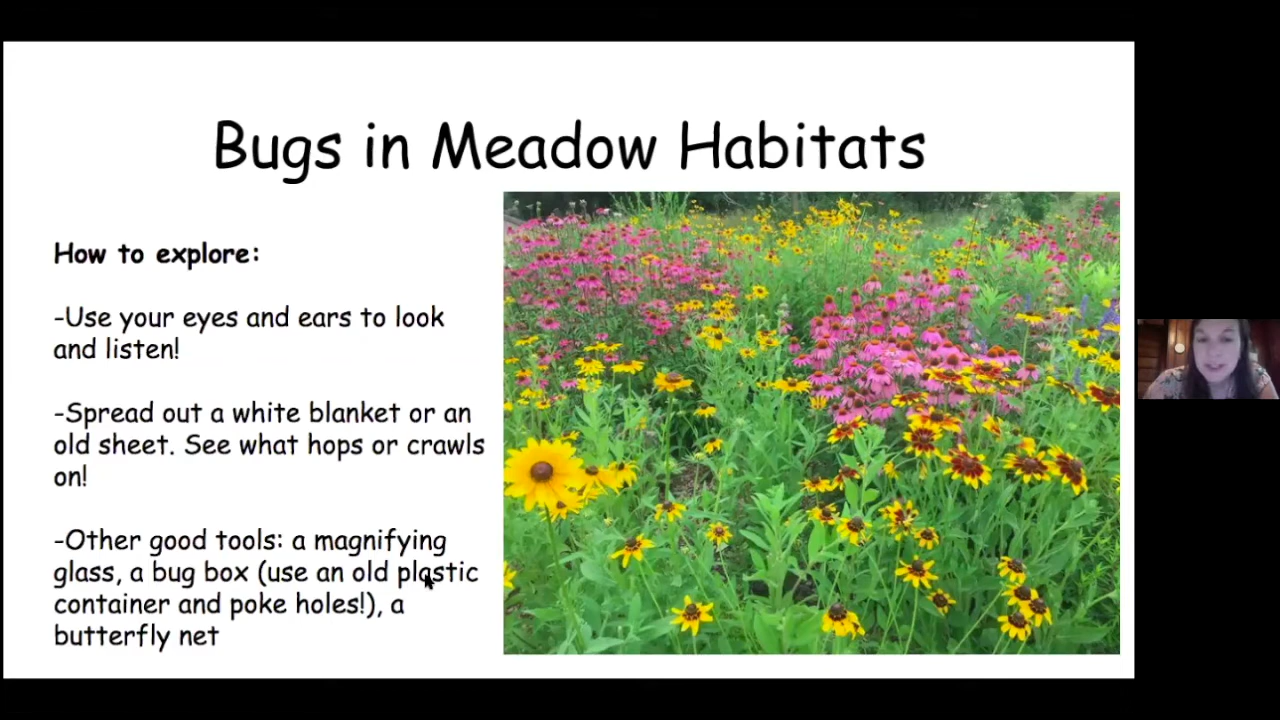 Bugs in Meadow Habitats
How to explore:
-Use your eyes and ears to look
and listen!
-Spread out a white blanket or an
old sheet. See what hops or crawls
on!
-Other good tools: a magnifying
glass, a bug box (use an old plastic
container and poke holes!), a
butterfly net